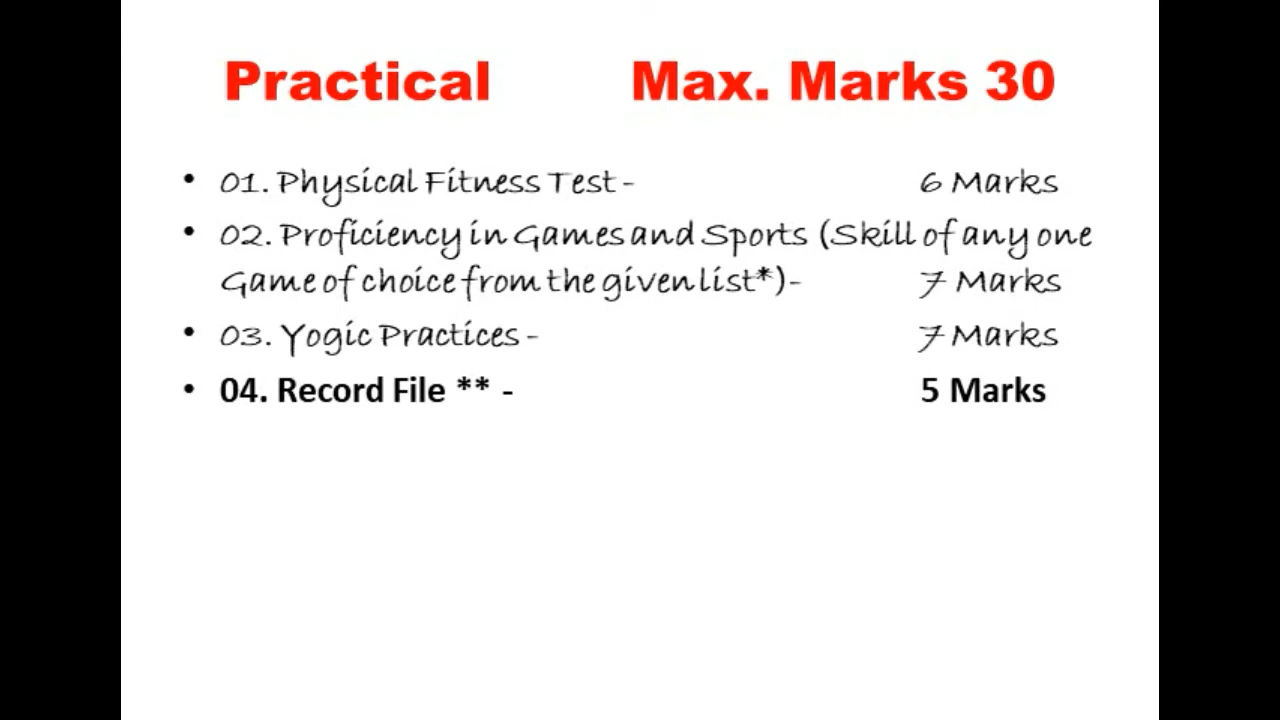 Practical Max. Marks 30
• 01. Physical Fitness Test - 6 Marks
• 02. Proficiency in Games and Sports (Skill of any one
Game of choice from the given list*)- 7 Marks
• 03. Yogic Practices - 7 Marks
• 04. Record File ** - 5 Marks